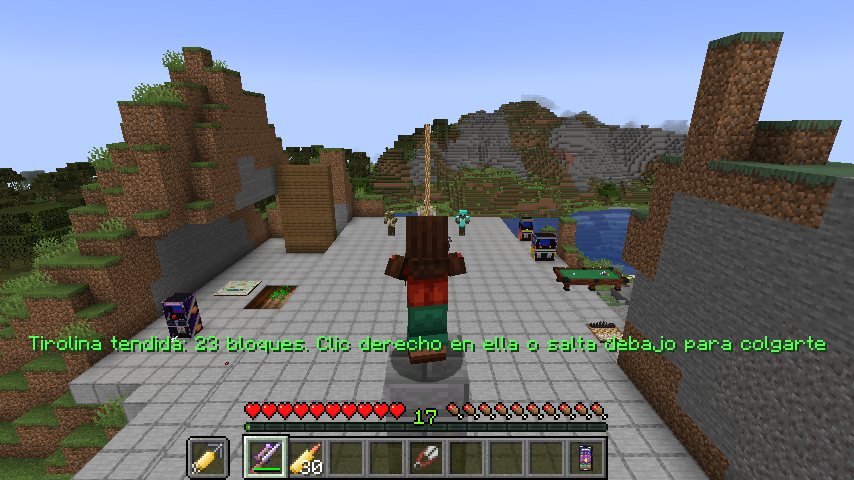 Tirolina tendida: 23 bloques. Clic derecho en ella o salta debajo para colgarte
17
30